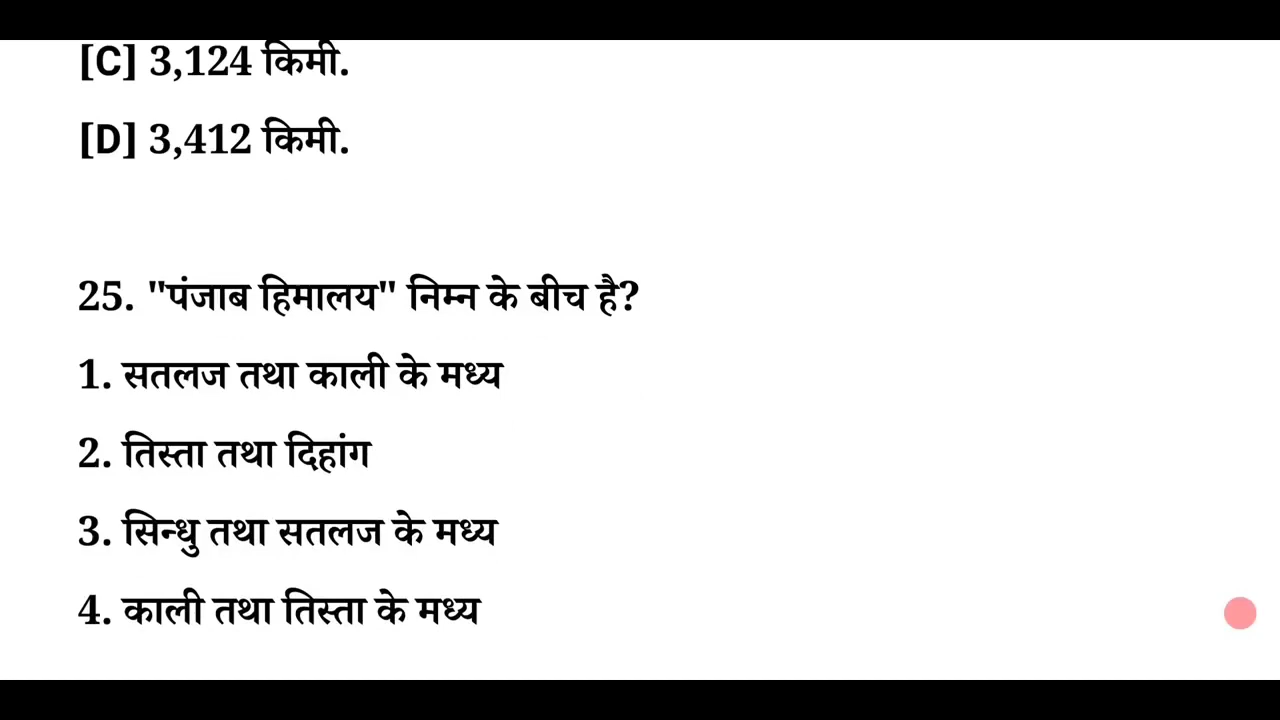 [C] 3,124 किमी.
[D] 3,412 किमी.
25. "पंजाब हिमालय" निम्न के बीच है?
1. सतलज तथा काली के मध्य
2. तिस्ता तथा दिहांग
3. सिन्धु तथा सतलज के मध्य
4. काली तथा तिस्ता के मध्य